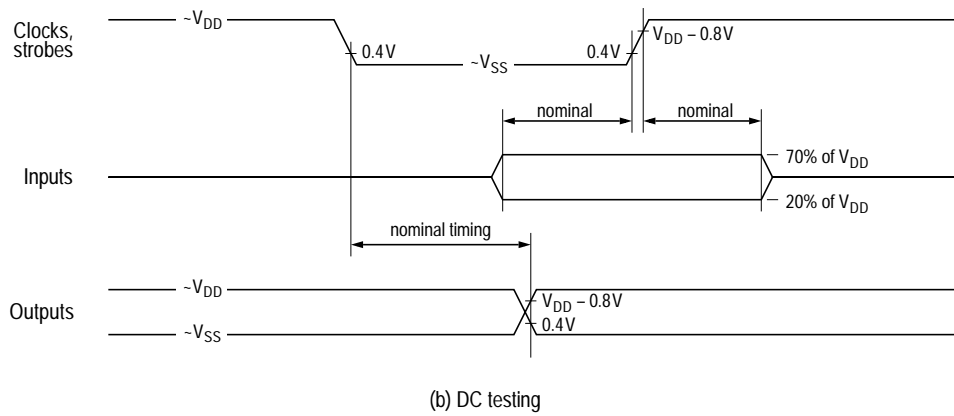 Clocks,
strobes
~VDD
0.4V
~VSS
0.4V
VDD – 0.8V
nominal
nominal
Inputs
70% of VDD
20% of VDD
nominal timing
Outputs
~VDD
VDD – 0.8V
0.4V
~VSS
(b) DC testing